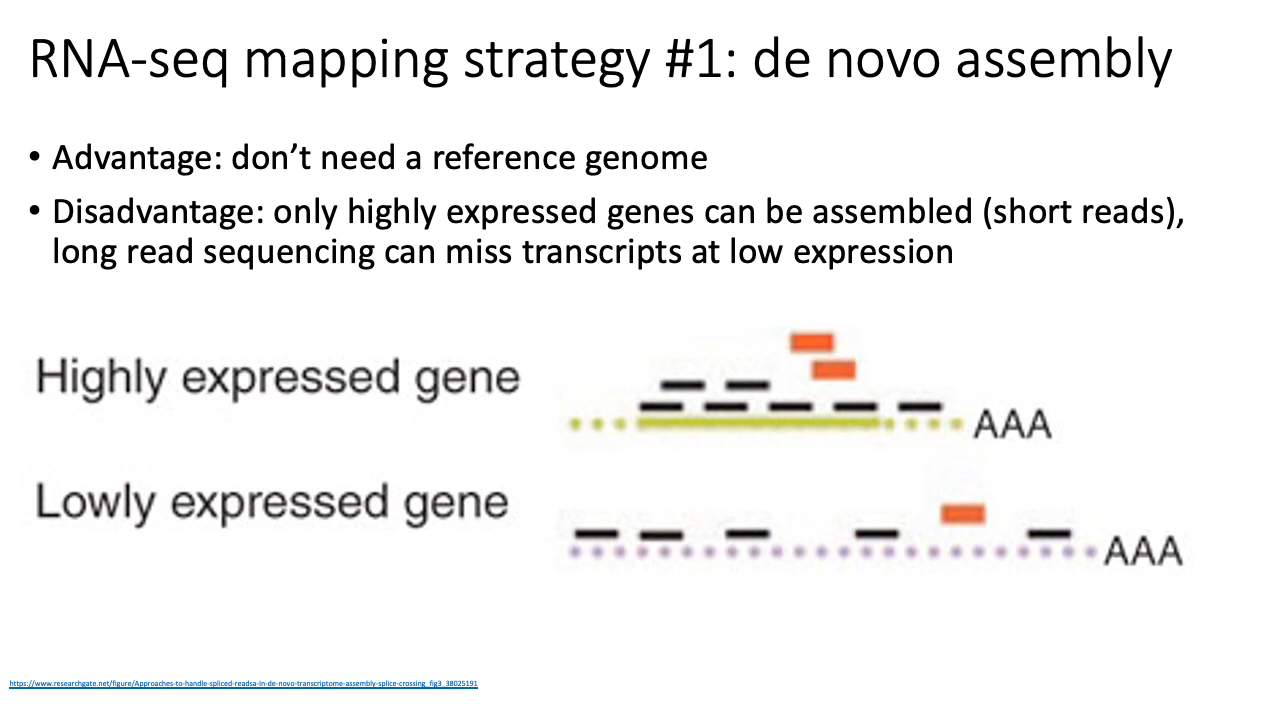 RNA-seq mapping strategy #1: de novo assembly
• Advantage: don’t need a reference genome
• Disadvantage: only highly expressed genes can be assembled (short reads),
long read sequencing can miss transcripts at low expression
Highly expressed gene
AAA
Lowly expressed gene
AAA
https://www.researchgate.net/figure/Approaches-to-handle-spliced-readsa-in-de-novo-transcriptome-assembly-splice-crossing_fig3_38025191